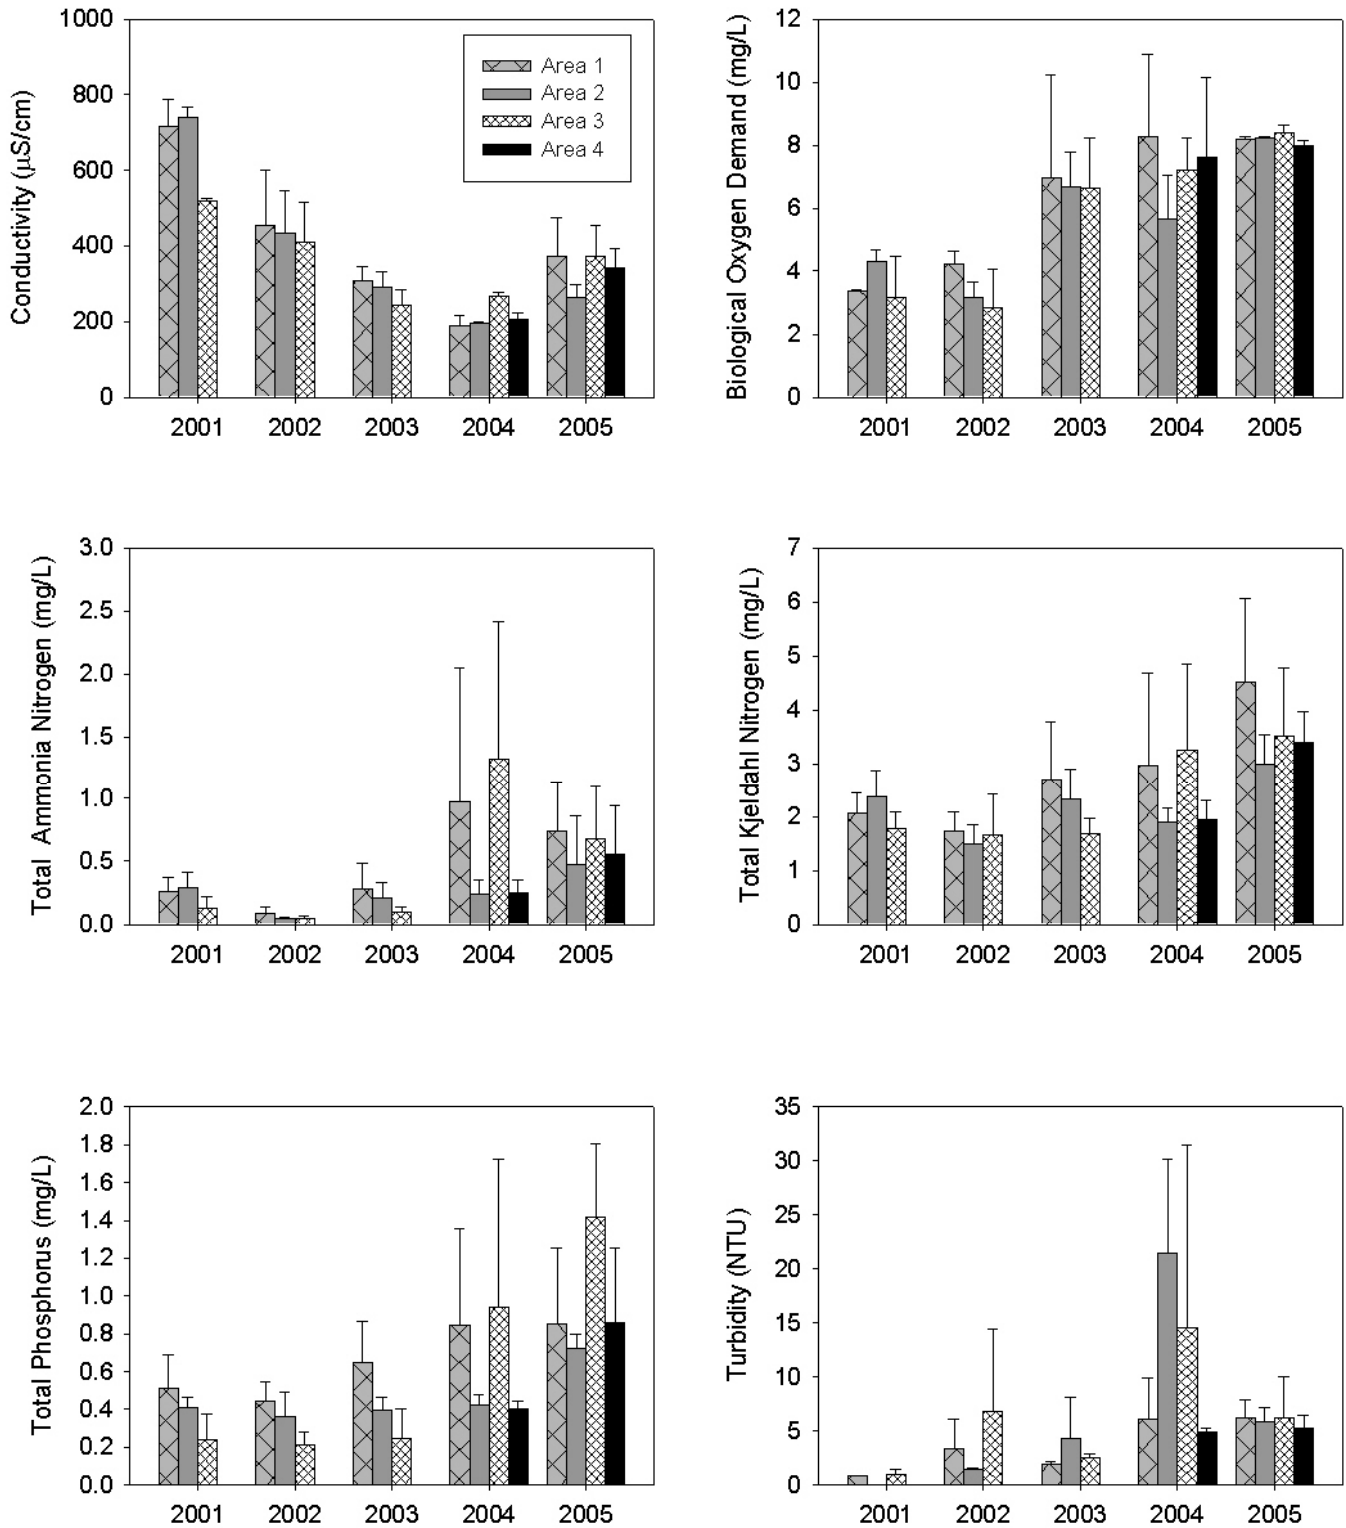 Conductivity (μS/cm)
1000
800
600
400
200
0
Area 1
Area 2
Area 3
Area 4
2001 2002 2003 2004 2005
Biological Oxygen Demand (mg/L)
12
10
8
6
4
2
0
2001 2002 2003 2004 2005
Total Ammonia Nitrogen (mg/L)
3.0
2.5
2.0
1.5
1.0
0.5
0.0
2001 2002 2003 2004 2005
Total Kjeldahl Nitrogen (mg/L)
7
6
5
4
3
2
1
0
2001 2002 2003 2004 2005
Total Phosphorus (mg/L)
2.0
1.8
1.6
1.4
1.2
1.0
0.8
0.6
0.4
0.2
0.0
2001 2002 2003 2004 2005
Turbidity (NTU)
35
30
25
20
15
10
5
0
2001 2002 2003 2004 2005